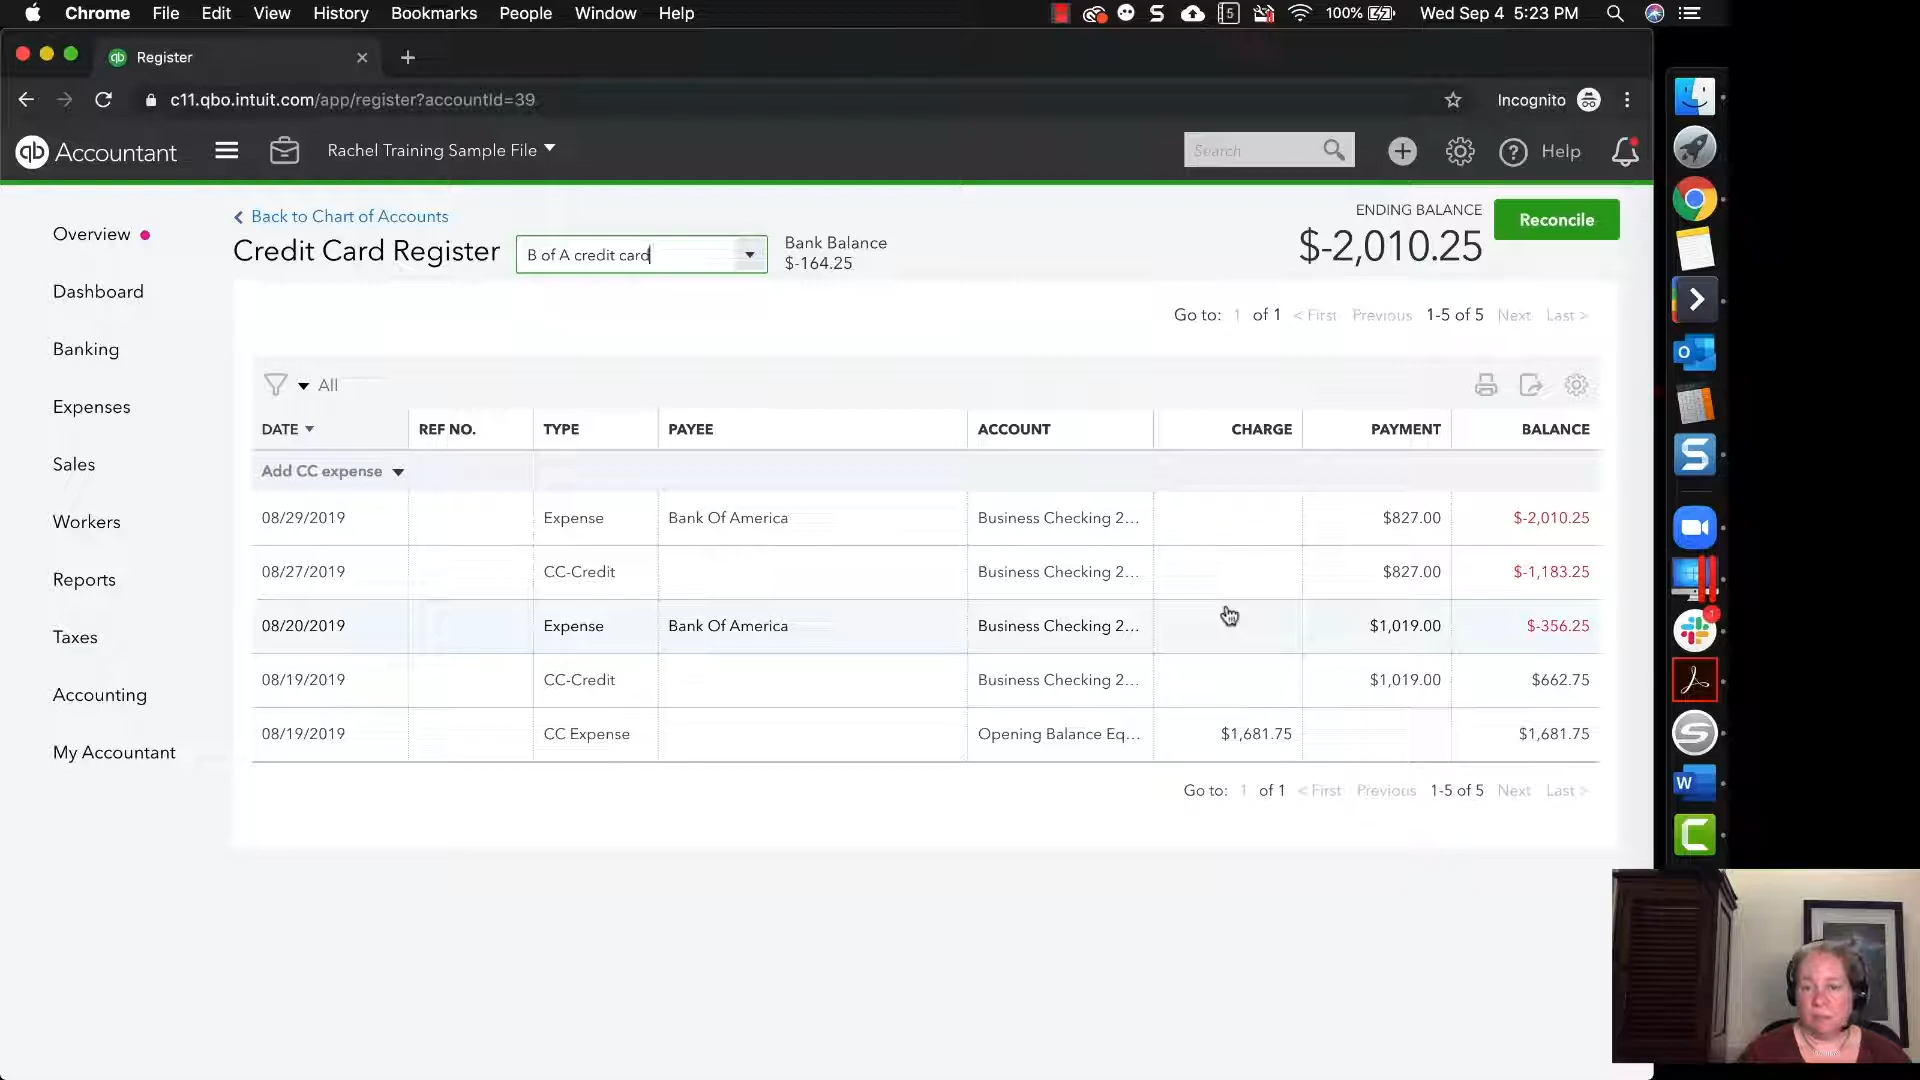 Chrome File Edit View History Bookmarks People Window Help
5 100% Wed Sep 4 5:23 PM
Register
c11.qbo.intuit.com/app/register?accountId=39
Incognito
qb Accountant
Rachel Training Sample File
Search
Help
Overview
Dashboard
Banking
Expenses
Sales
Workers
Reports
Taxes
Accounting
My Accountant
Back to Chart of Accounts
Credit Card Register
B of A credit card
Bank Balance
$-164.25
ENDING BALANCE
$-2,010.25
Reconcile
Go to: 1 of 1 < First Previous 1-5 of 5 Next Last >
All
DATE REF NO. TYPE PAYEE ACCOUNT CHARGE PAYMENT BALANCE
Add CC expense
08/29/2019 Expense Bank Of America Business Checking 2... $827.00 $-2,010.25
08/27/2019 CC-Credit Business Checking 2... $827.00 $-1,183.25
08/20/2019 Expense Bank Of America Business Checking 2... $1,019.00 $-356.25
08/19/2019 CC-Credit Business Checking 2... $1,019.00 $662.75
08/19/2019 CC Expense Opening Balance Eq... $1,681.75 $1,681.75
Go to: 1 of 1 < First Previous 1-5 of 5 Next Last >